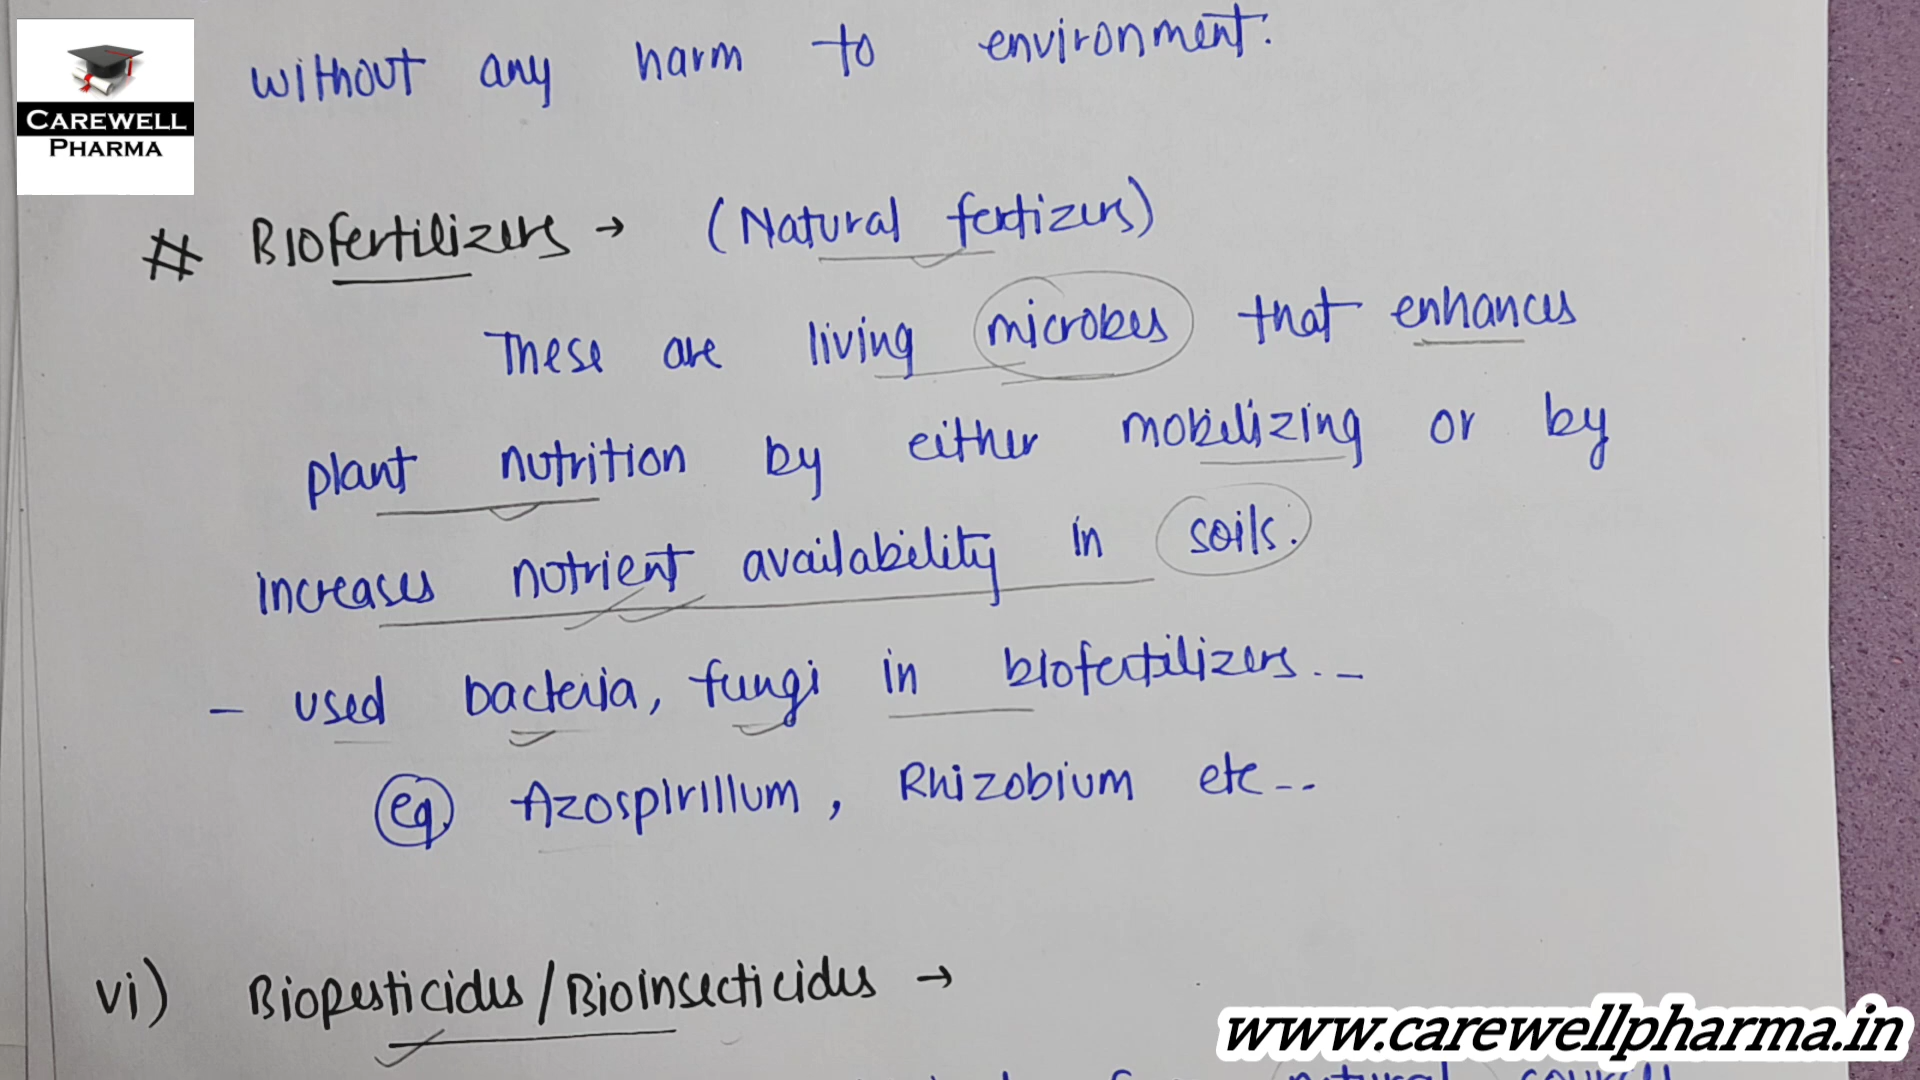 CAREWELL
PHARMA
without any harm to environment.
# Biofertilizers → (Natural fertizers)
These are living microbes that enhances
plant nutrition by either mobilizing or by
increases nutrient availability in soils.
- used bacteria, fungi in biofertilizers..-
eg. Azospirillum, Rhizobium etc--
vi) Biopesticides/Bioinsecticides →
natural
www.carewellpharma.in